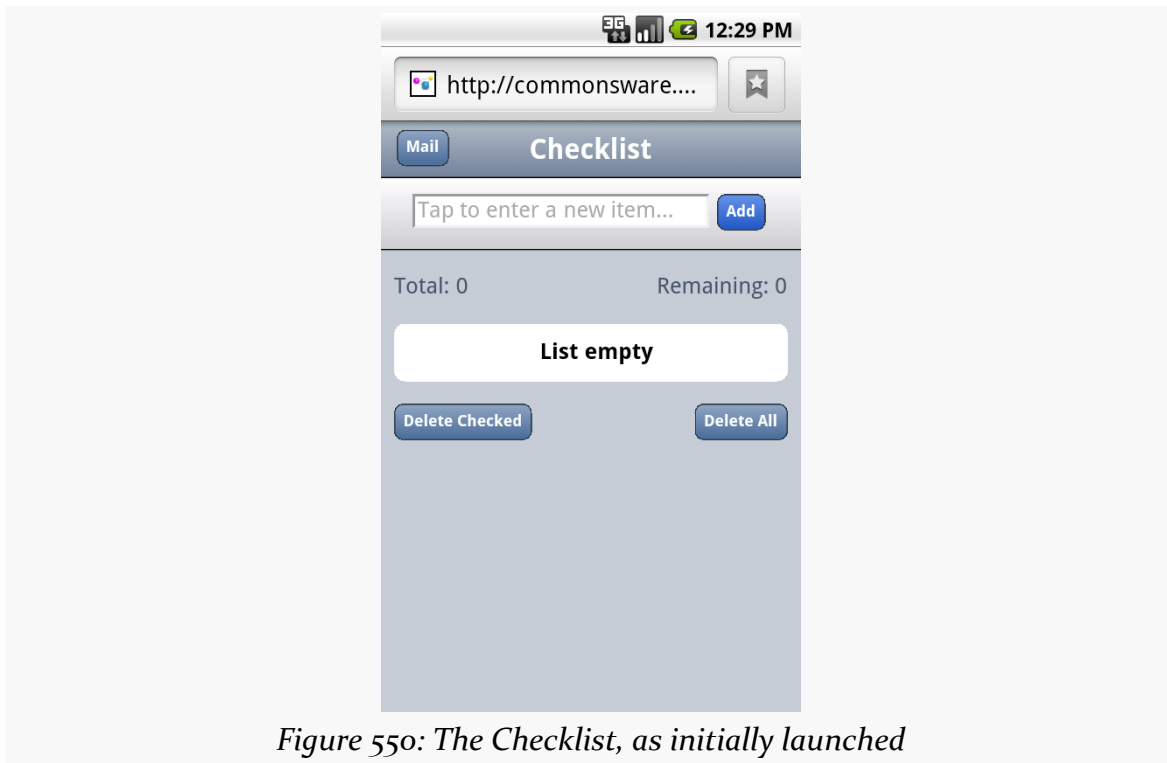 3G 12:29 PM
http://commonsware....
Mail Checklist
Tap to enter a new item... Add
Total: 0 Remaining: 0
List empty
Delete Checked Delete All
Figure 550: The Checklist, as initially launched